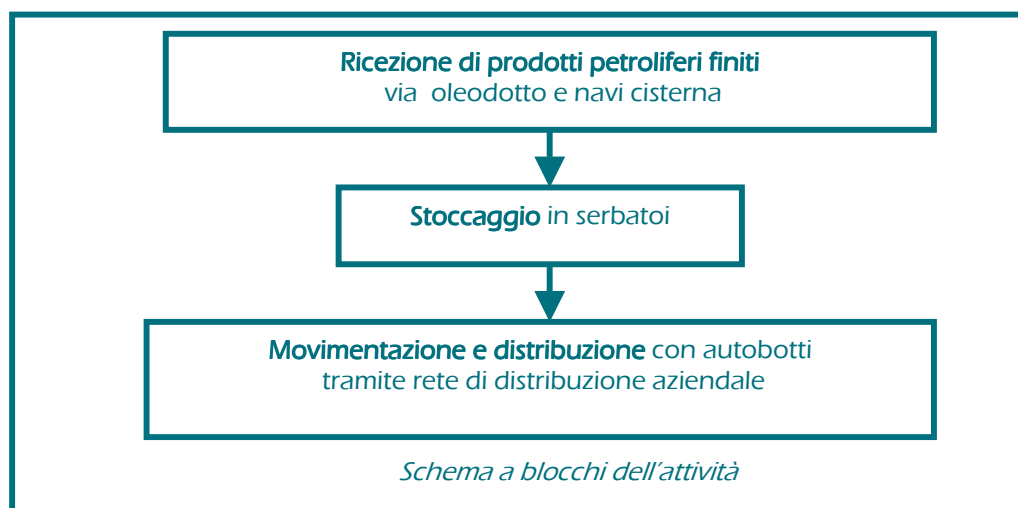 Ricezione di prodotti petroliferi finiti
via oleodotto e navi cisterna
Stoccaggio in serbatoi
Movimentazione e distribuzione con autobotti
tramite rete di distribuzione aziendale
Schema a blocchi dell'attività